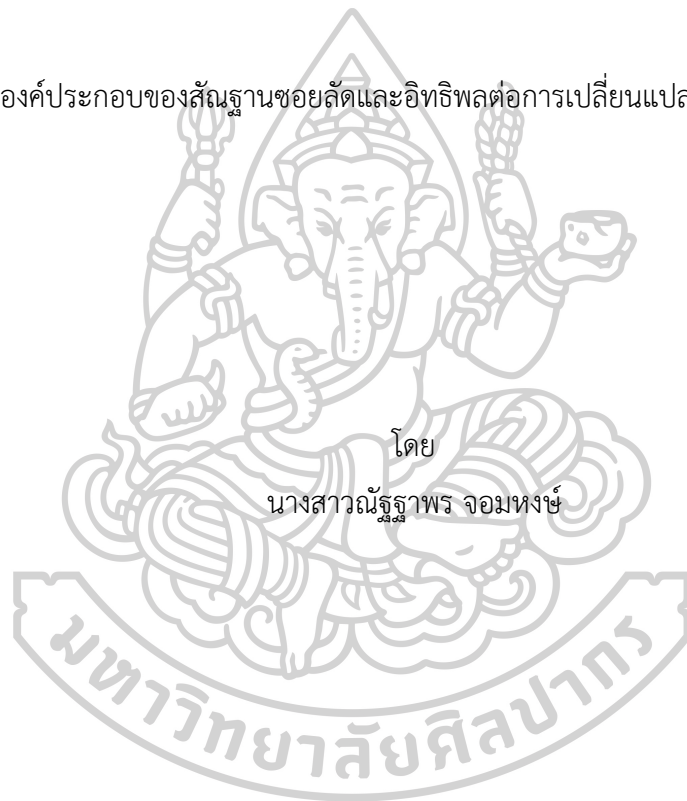 องค์ประกอบของสัณฐานซอยลัดและอิทธิพลต่อการเปลี่ยนแปล
โดย
นางสาวณัฐฐาพร จอมหงษ์
มหาวิทยาลัยศิลปากร